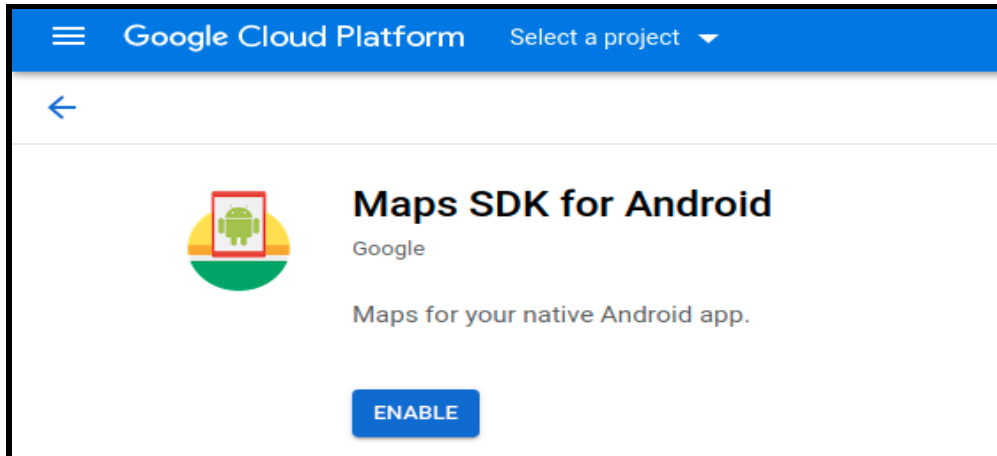 Google Cloud Platform Select a project
Maps SDK for Android
Google
Maps for your native Android app.
ENABLE